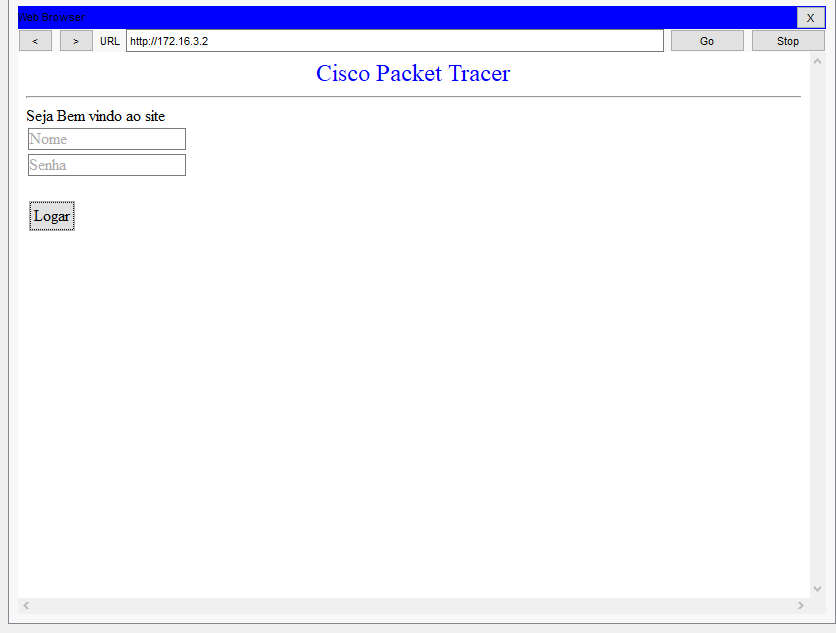 Web Browser
X
< > URL http://172.16.3.2 Go Stop
Cisco Packet Tracer
Seja Bem vindo ao site
Nome
Senha
Logar